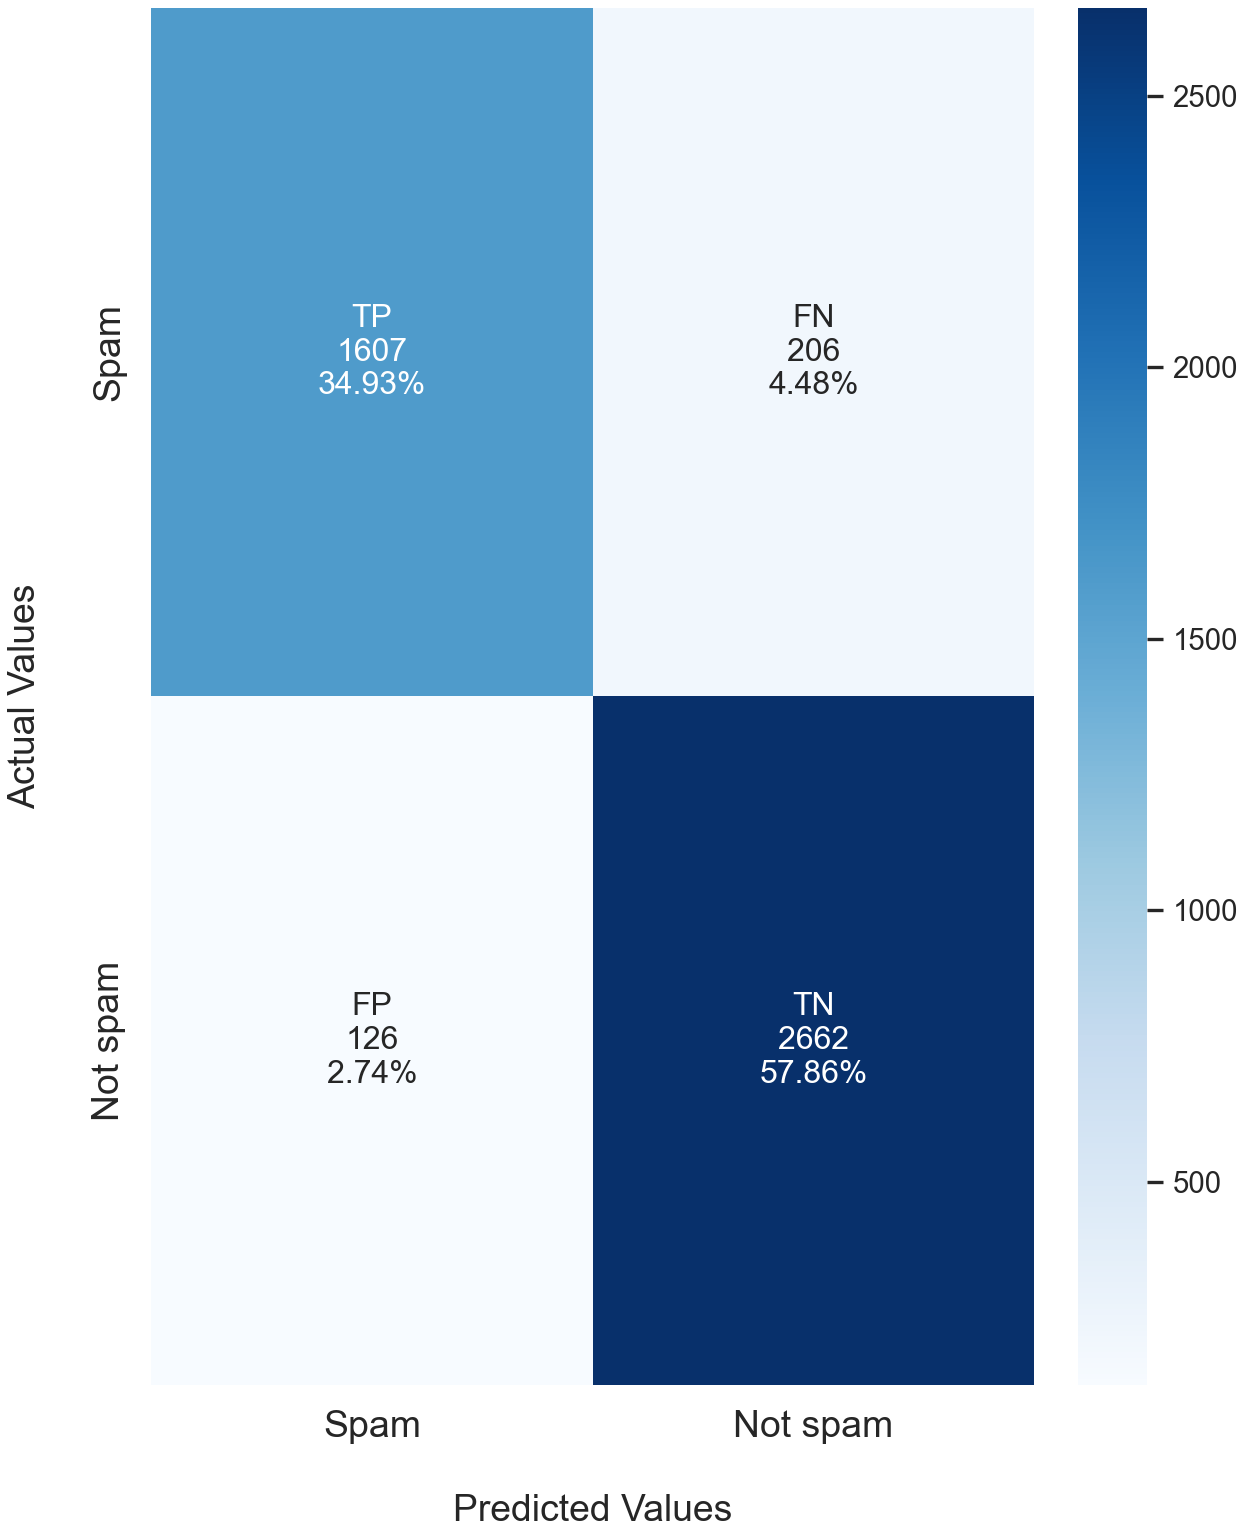 Actual Values
Spam
Not spam
TP
1607
34.93%
FN
206
4.48%
FP
126
2.74%
TN
2662
57.86%
Spam
Not spam
Predicted Values
2500
2000
1500
1000
500